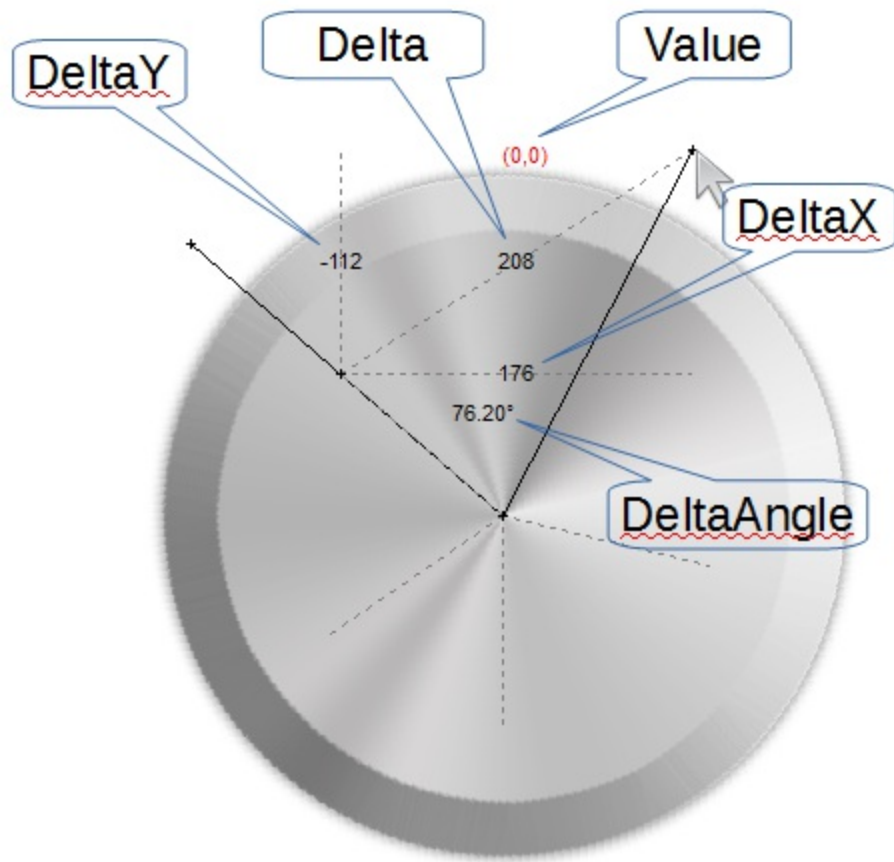 DeltaY
Delta
Value
(0,0)
DeltaX
-112
208
176
76.20°
DeltaAngle